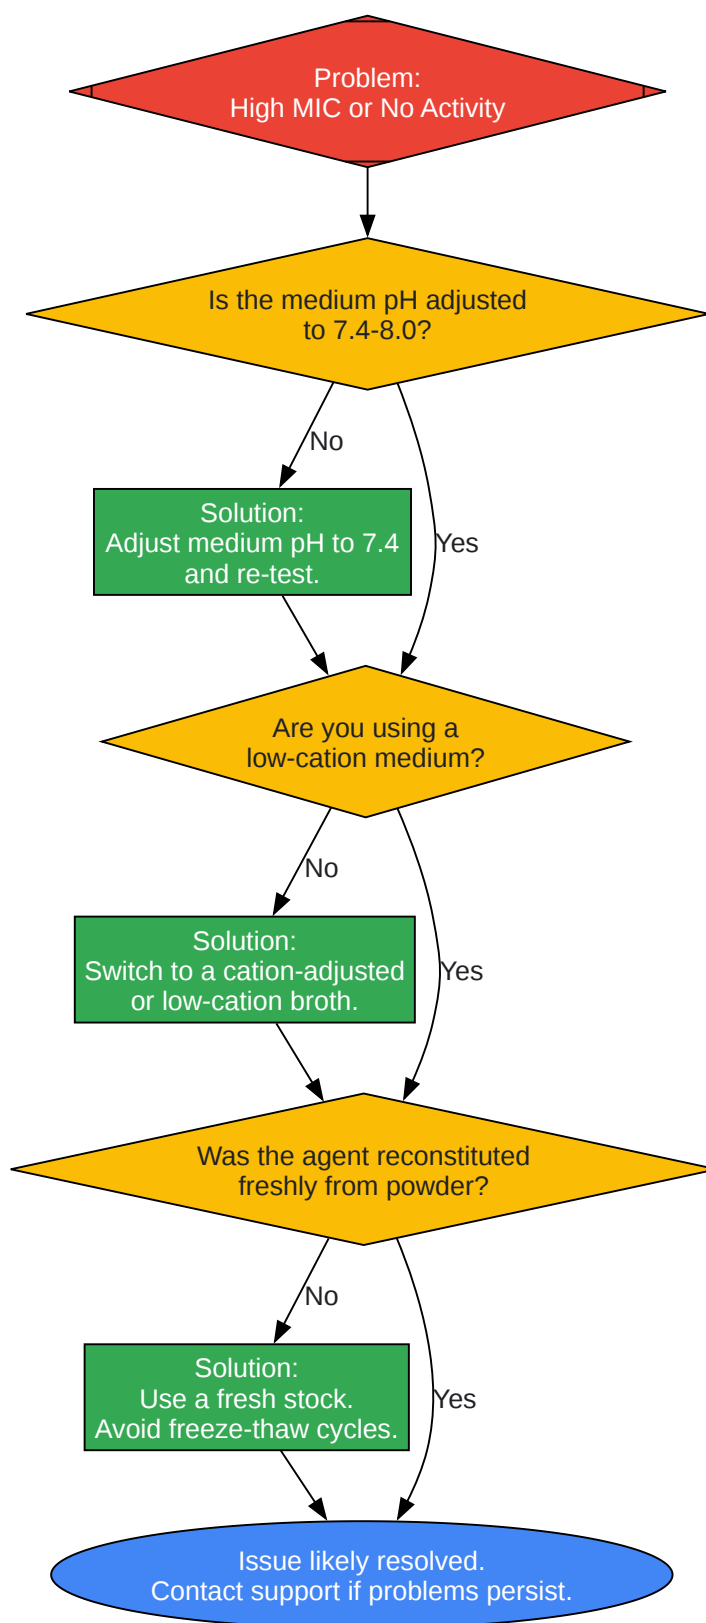 Problem:
High MIC or No Activity
Is the medium pH adjusted
to 7.4-8.0?
No
Yes
Solution:
Adjust medium pH to 7.4
and re-test.
Are you using a
low-cation medium?
No
Yes
Solution:
Switch to a cation-adjusted
or low-cation broth.
Was the agent reconstituted
freshly from powder?
No
Yes
Solution:
Use a fresh stock.
Avoid freeze-thaw cycles.
Issue likely resolved.
Contact support if problems persist.